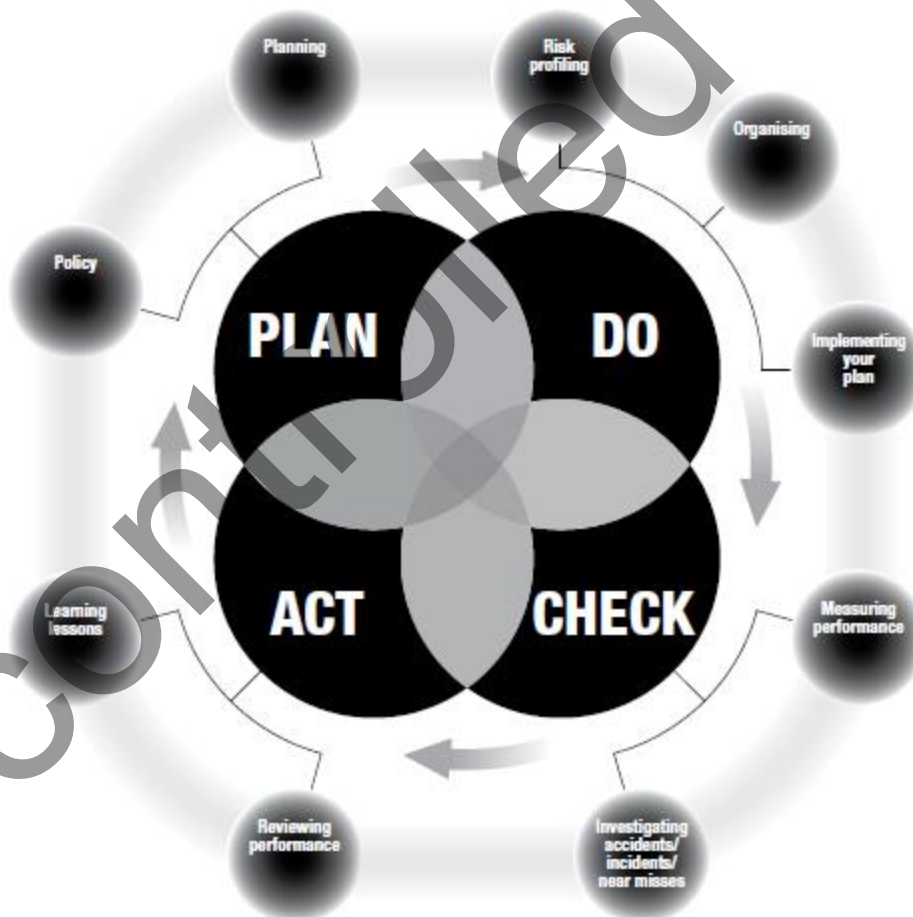 Planning
Risk
profiling
Organising
Policy
PLAN
DO
Implementing
your
plan
ACT
CHECK
Learning
lessons
Measuring
performance
Reviewing
performance
Investigating
accidents/
incidents/
near misses
Controlled